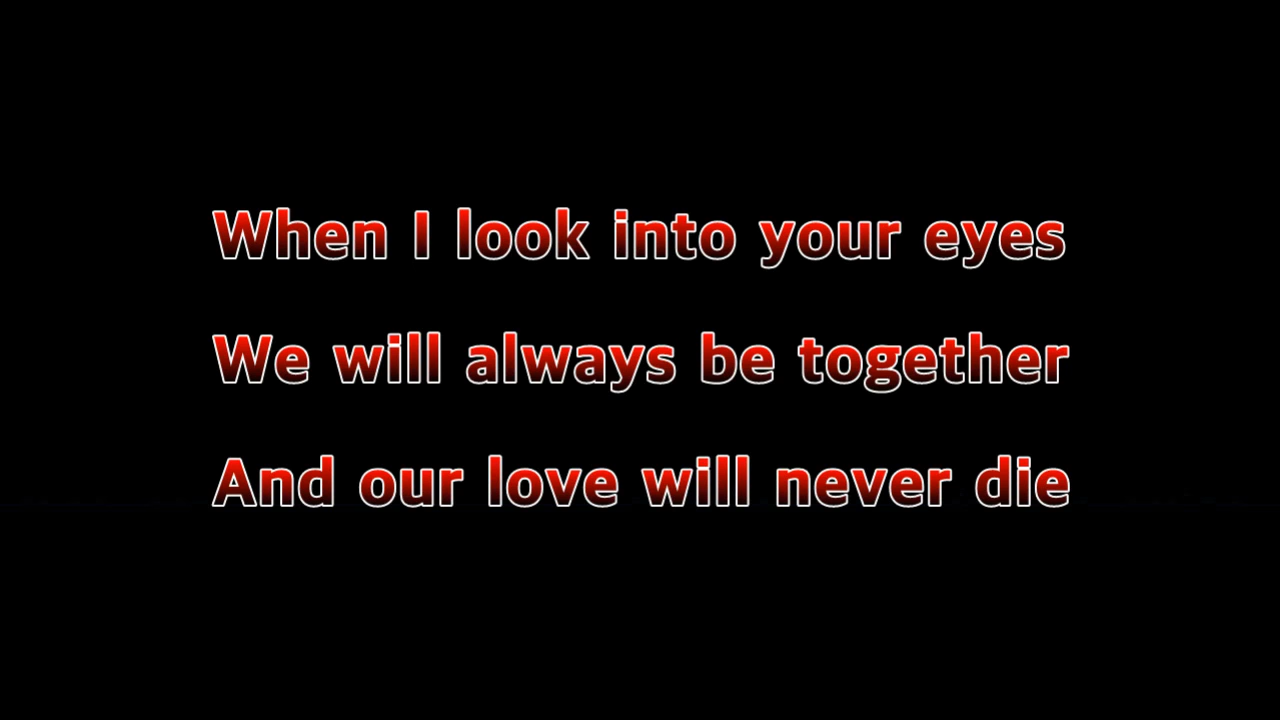 When I look into your eyes
We will always be together
And our love will never die